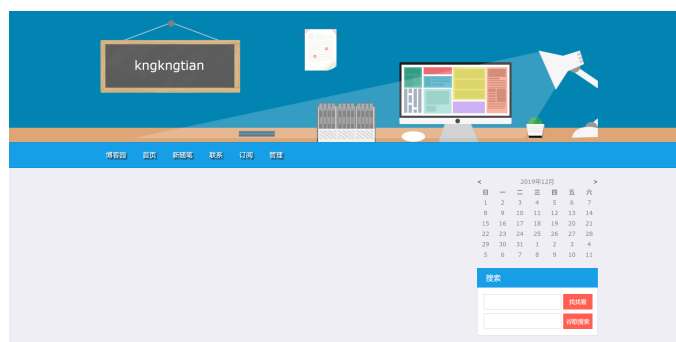 kngkngtian
博客园 首页 新随笔 联系 订阅 管理
< 2019年12月 >
日 一 二 三 四 五 六
1 2 3 4 5 6 7
8 9 10 11 12 13 14
15 16 17 18 19 20 21
22 23 24 25 26 27 28
29 30 31 1 2 3 4
5 6 7 8 9 10 11
搜索
找找看
谷歌搜索